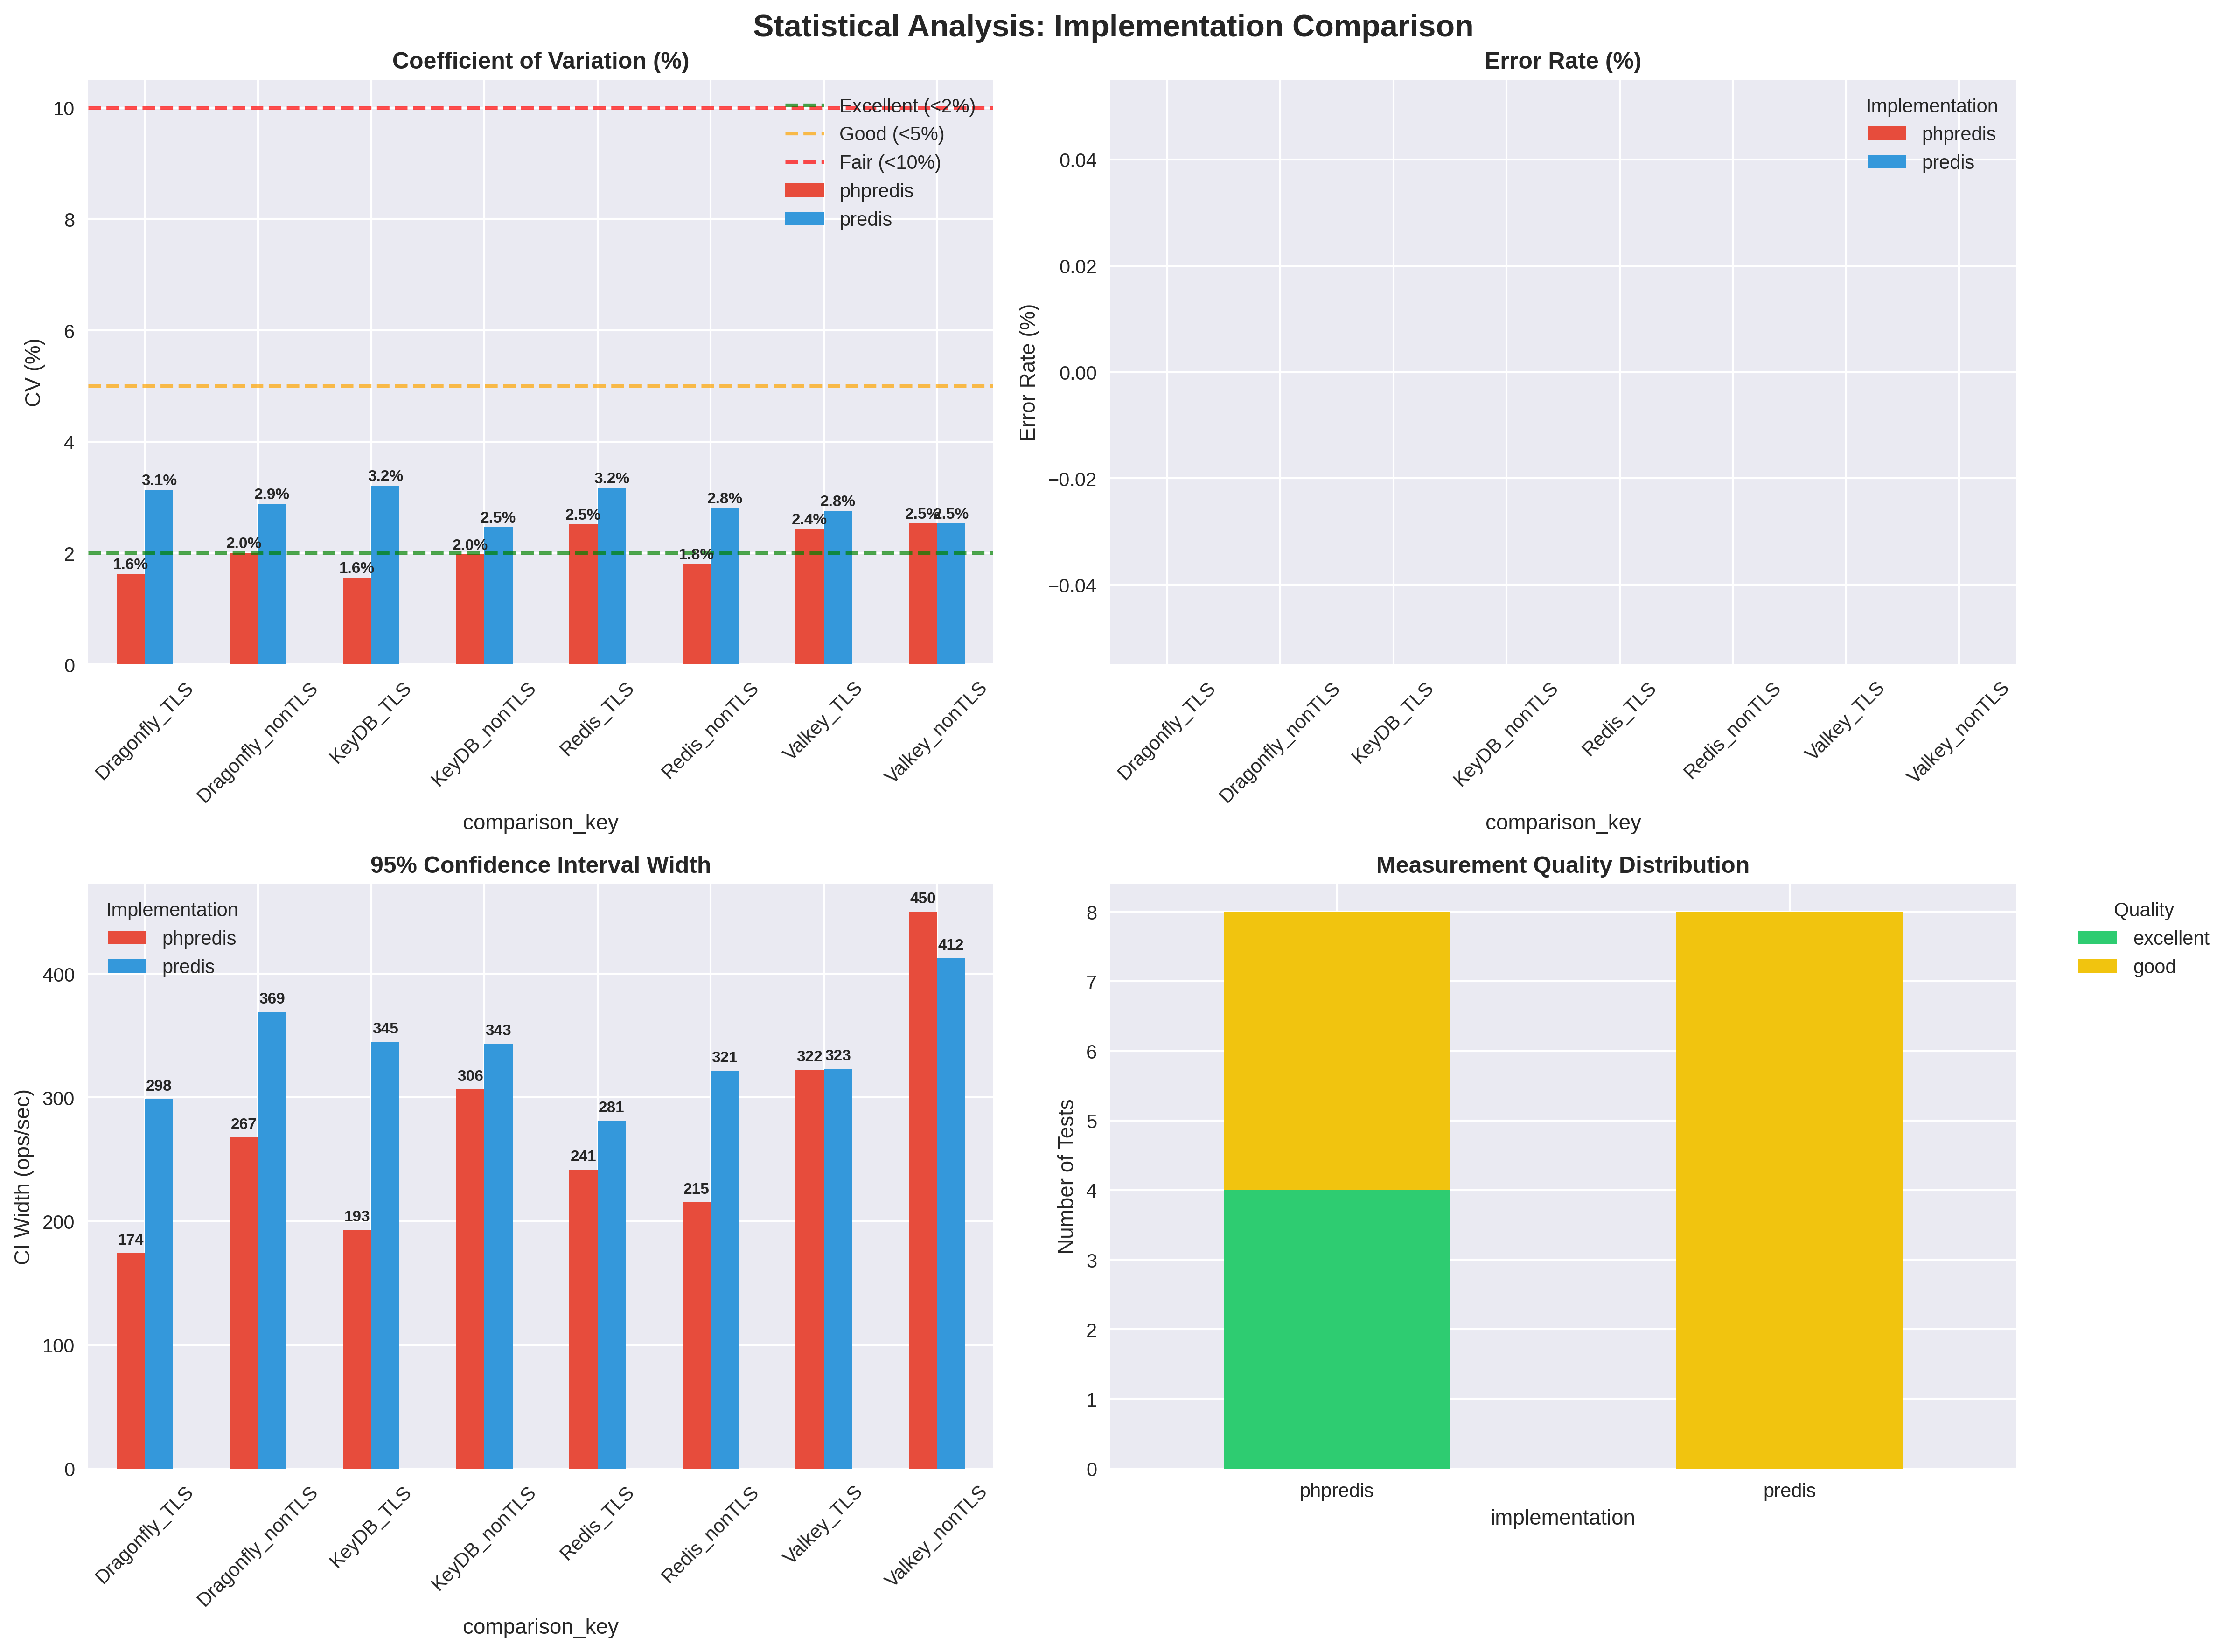 Statistical Analysis: Implementation Comparison
Coefficient of Variation (%)
CV (%)
10
8
6
4
2
0
Excellent (<2%)
Good (<5%)
Fair (<10%)
phpredis
predis
1.6%
3.1%
2.0%
2.9%
1.6%
3.2%
2.0%
2.5%
2.5%
3.2%
1.8%
2.8%
2.4%
2.8%
2.5%
2.5%
Dragonfly_TLS
Dragonfly_nonTLS
KeyDB_TLS
KeyDB_nonTLS
Redis_TLS
Redis_nonTLS
Valkey_TLS
Valkey_nonTLS
comparison_key
Error Rate (%)
Error Rate (%)
0.04
0.02
0.00
−0.02
−0.04
Implementation
phpredis
predis
Dragonfly_TLS
Dragonfly_nonTLS
KeyDB_TLS
KeyDB_nonTLS
Redis_TLS
Redis_nonTLS
Valkey_TLS
Valkey_nonTLS
comparison_key
95% Confidence Interval Width
CI Width (ops/sec)
400
300
200
100
0
Implementation
phpredis
predis
174
298
267
369
193
345
306
343
241
281
215
321
322
323
450
412
Dragonfly_TLS
Dragonfly_nonTLS
KeyDB_TLS
KeyDB_nonTLS
Redis_TLS
Redis_nonTLS
Valkey_TLS
Valkey_nonTLS
comparison_key
Measurement Quality Distribution
Number of Tests
8
7
6
5
4
3
2
1
0
phpredis
predis
implementation
Quality
excellent
good